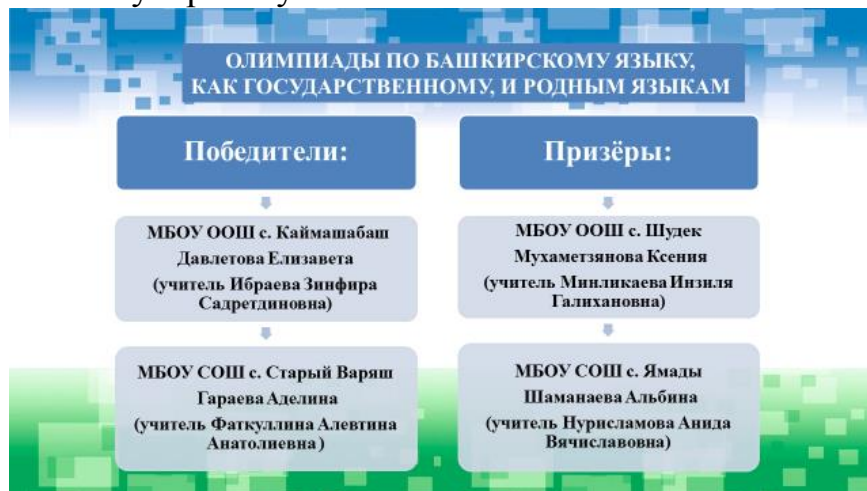 ОЛИМПИАДЫ ПО БАШКИРСКОМУ ЯЗЫКУ,
КАК ГОСУДАРСТВЕННОМУ, И РОДНЫМ ЯЗЫКАМ
Победители:
МБОУ ООШ с. Каймашабаш
Давлетова Елизавета
(учитель Ибраева Зинфира
Садретдиновна)
МБОУ СОШ с. Старый Варяш
Гараева Аделина
(учитель Фаткуллина Алевтина
Анатолиевна )
Призёры:
МБОУ ООШ с. Шудек
Мухаметзянова Ксения
(учитель Минликаева Инзиля
Галихановна)
МБОУ СОШ с. Ямады
Шаманаева Альбина
(учитель Нурисламова Анида
Вячиславовна)